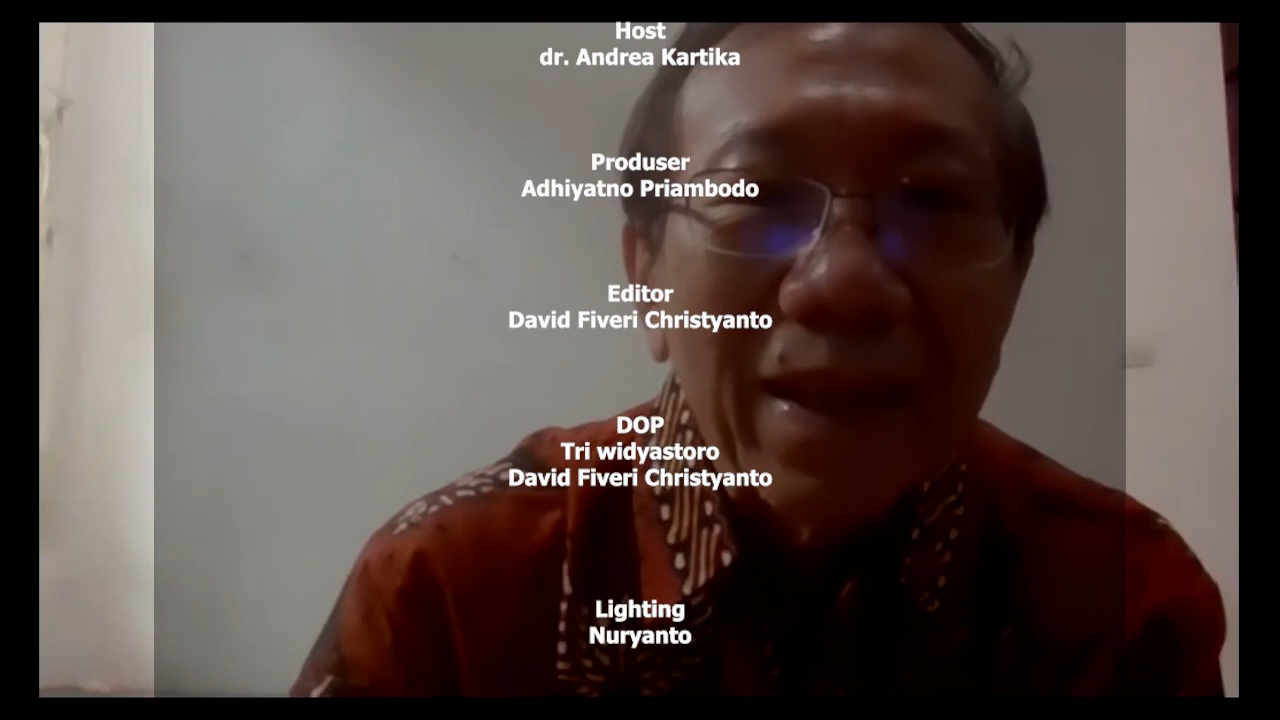 Host
dr. Andrea Kartika
Produser
Adhiyatno Priambodo
Editor
David Fiveri Christyanto
DOP
Tri widyastoro
David Fiveri Christyanto
Lighting
Nuryanto